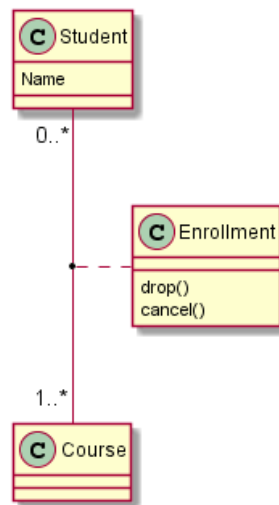 C Student
Name
0..*
C Enrollment
drop()
cancel()
1..*
C Course